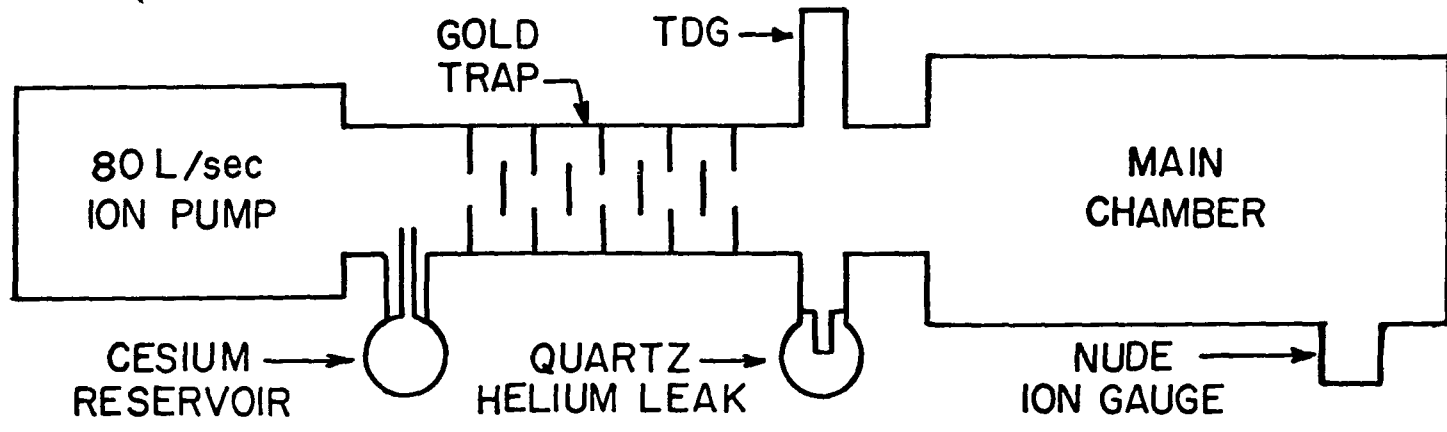 GOLD
TRAP
TDG
80 L/sec
ION PUMP
MAIN
CHAMBER
CESIUM
RESERVOIR
QUARTZ
HELIUM LEAK
NUDE
ION GAUGE